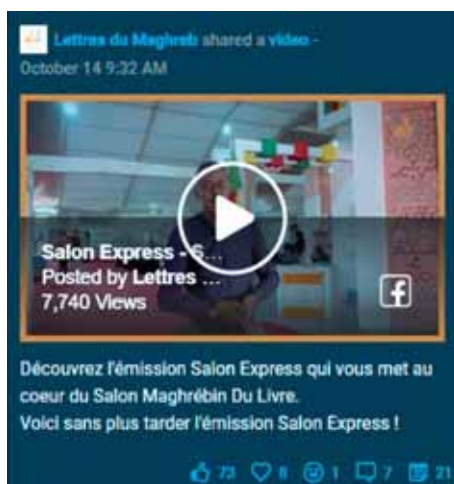 Lettres du Maghreb shared a video -
October 14 9:32 AM
Salon Express - S...
Posted by Lettres ...
7,740 Views
Découvrez l'émission Salon Express qui vous met au
coeur du Salon Maghrébin Du Livre.
Voici sans plus tarder l'émission Salon Express !
73 8 1 7 21